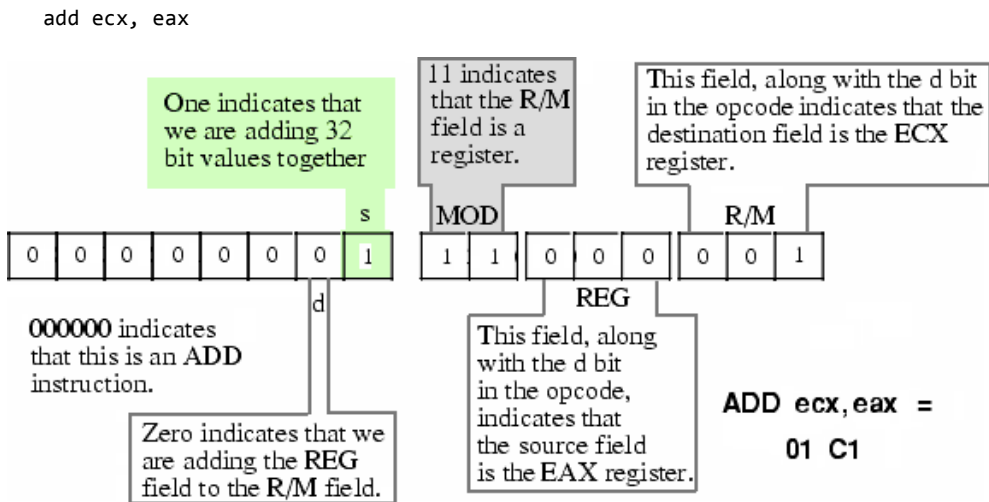 add ecx, eax
One indicates that
we are adding 32
bit values together
11 indicates
that the R/M
field is a
register.
This field, along with the d bit
in the opcode indicates that the
destination field is the ECX
register.
s
MOD
R/M
0 0 0 0 0 0 0 1 1 1 0 0 0 0 0 1
d
REG
000000 indicates
that this is an ADD
instruction.
Zero indicates that we
are adding the REG
field to the R/M field.
This field, along
with the d bit
in the opcode,
indicates that
the source field
is the EAX register.
ADD ecx,eax =
01 C1